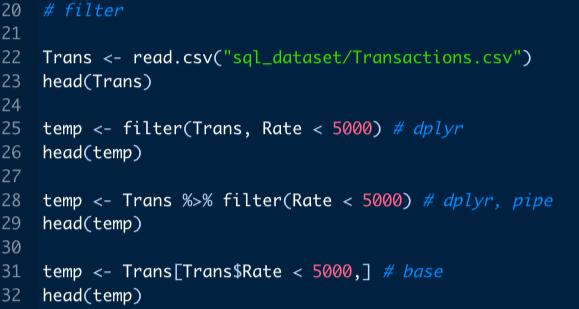 20 # filter
21
22 Trans <- read.csv("sql_dataset/Transactions.csv")
23 head(Trans)
24
25 temp <- filter(Trans, Rate < 5000) # dplyr
26 head(temp)
27
28 temp <- Trans %>% filter(Rate < 5000) # dplyr, pipe
29 head(temp)
30
31 temp <- Trans[Trans$Rate < 5000,] # base
32 head(temp)